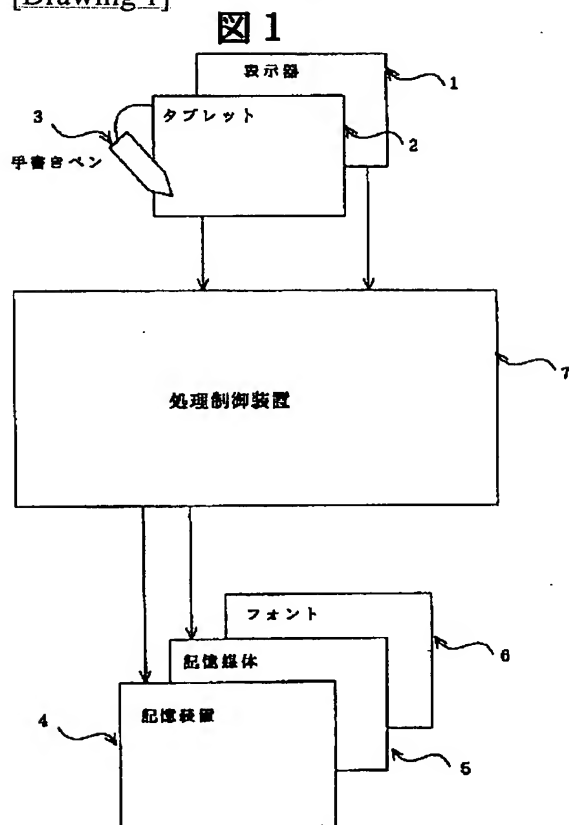 [Drawing 1]
図1
表示器
1
タブレット
3
2
手書きペン
処理制御装置
7
フォント
6
記憶媒体
5
記憶装置
4